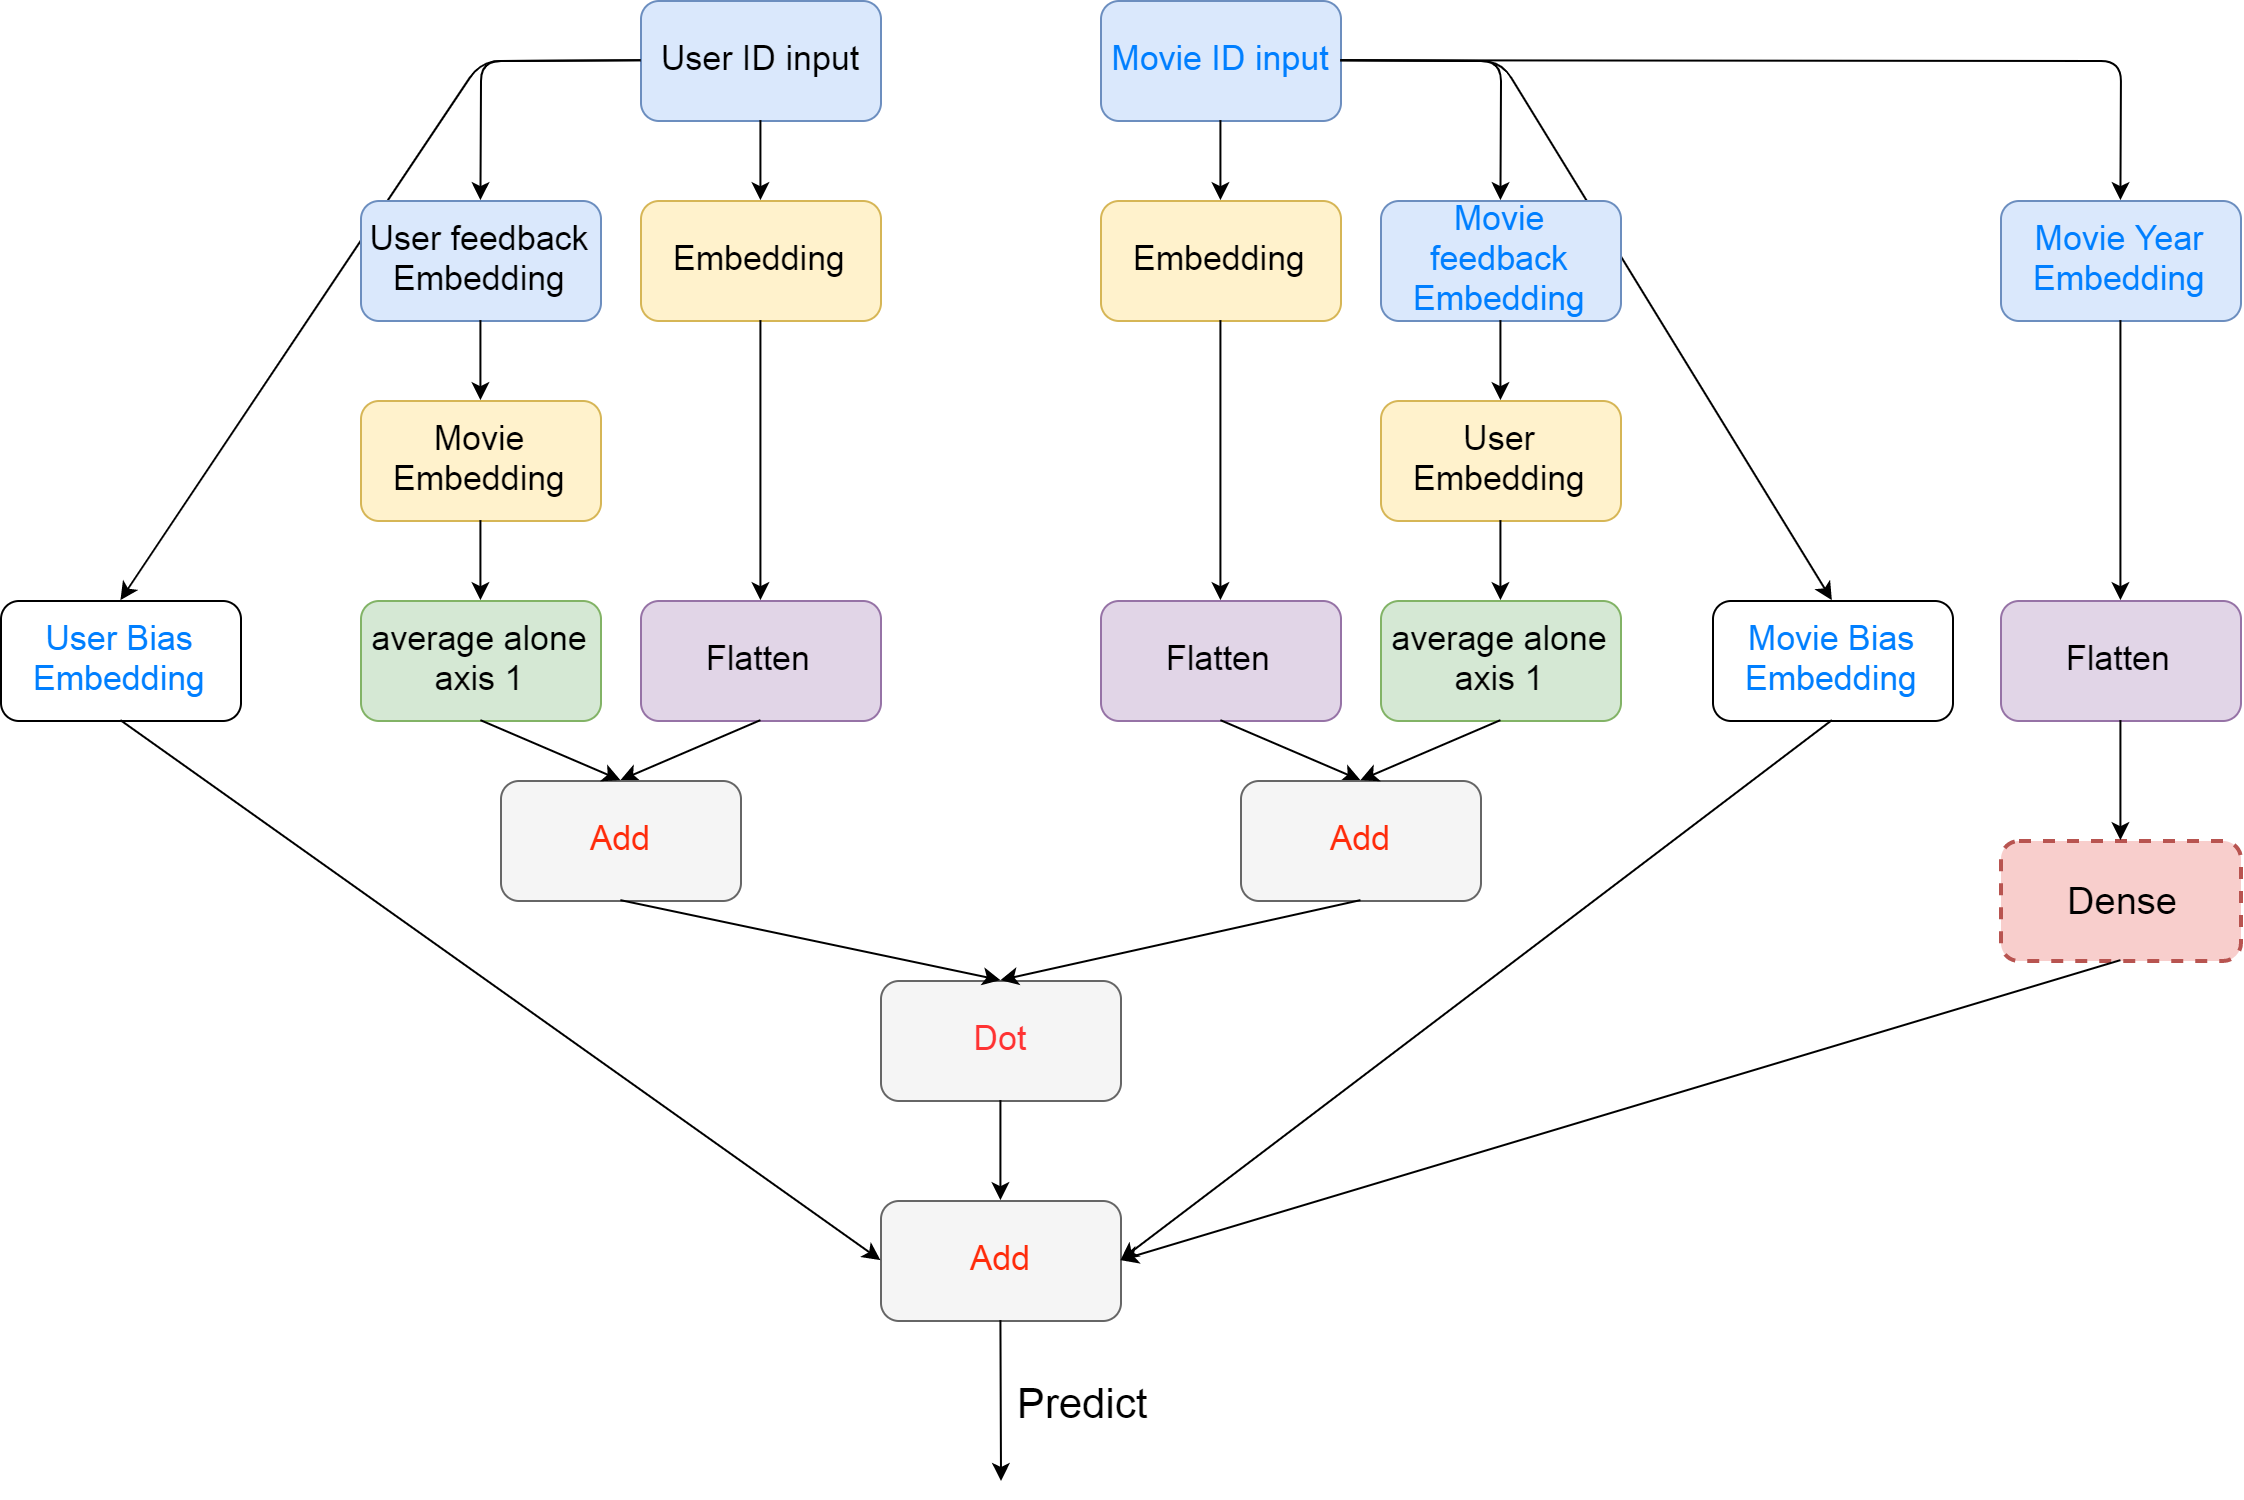 User ID input
Movie ID input
User feedback
Embedding
Embedding
Embedding
Movie
feedback
Embedding
Movie Year
Embedding
Movie
Embedding
User
Embedding
User Bias
Embedding
average alone
axis 1
Flatten
Flatten
average alone
axis 1
Movie Bias
Embedding
Flatten
Add
Add
Dense
Dot
Add
Predict